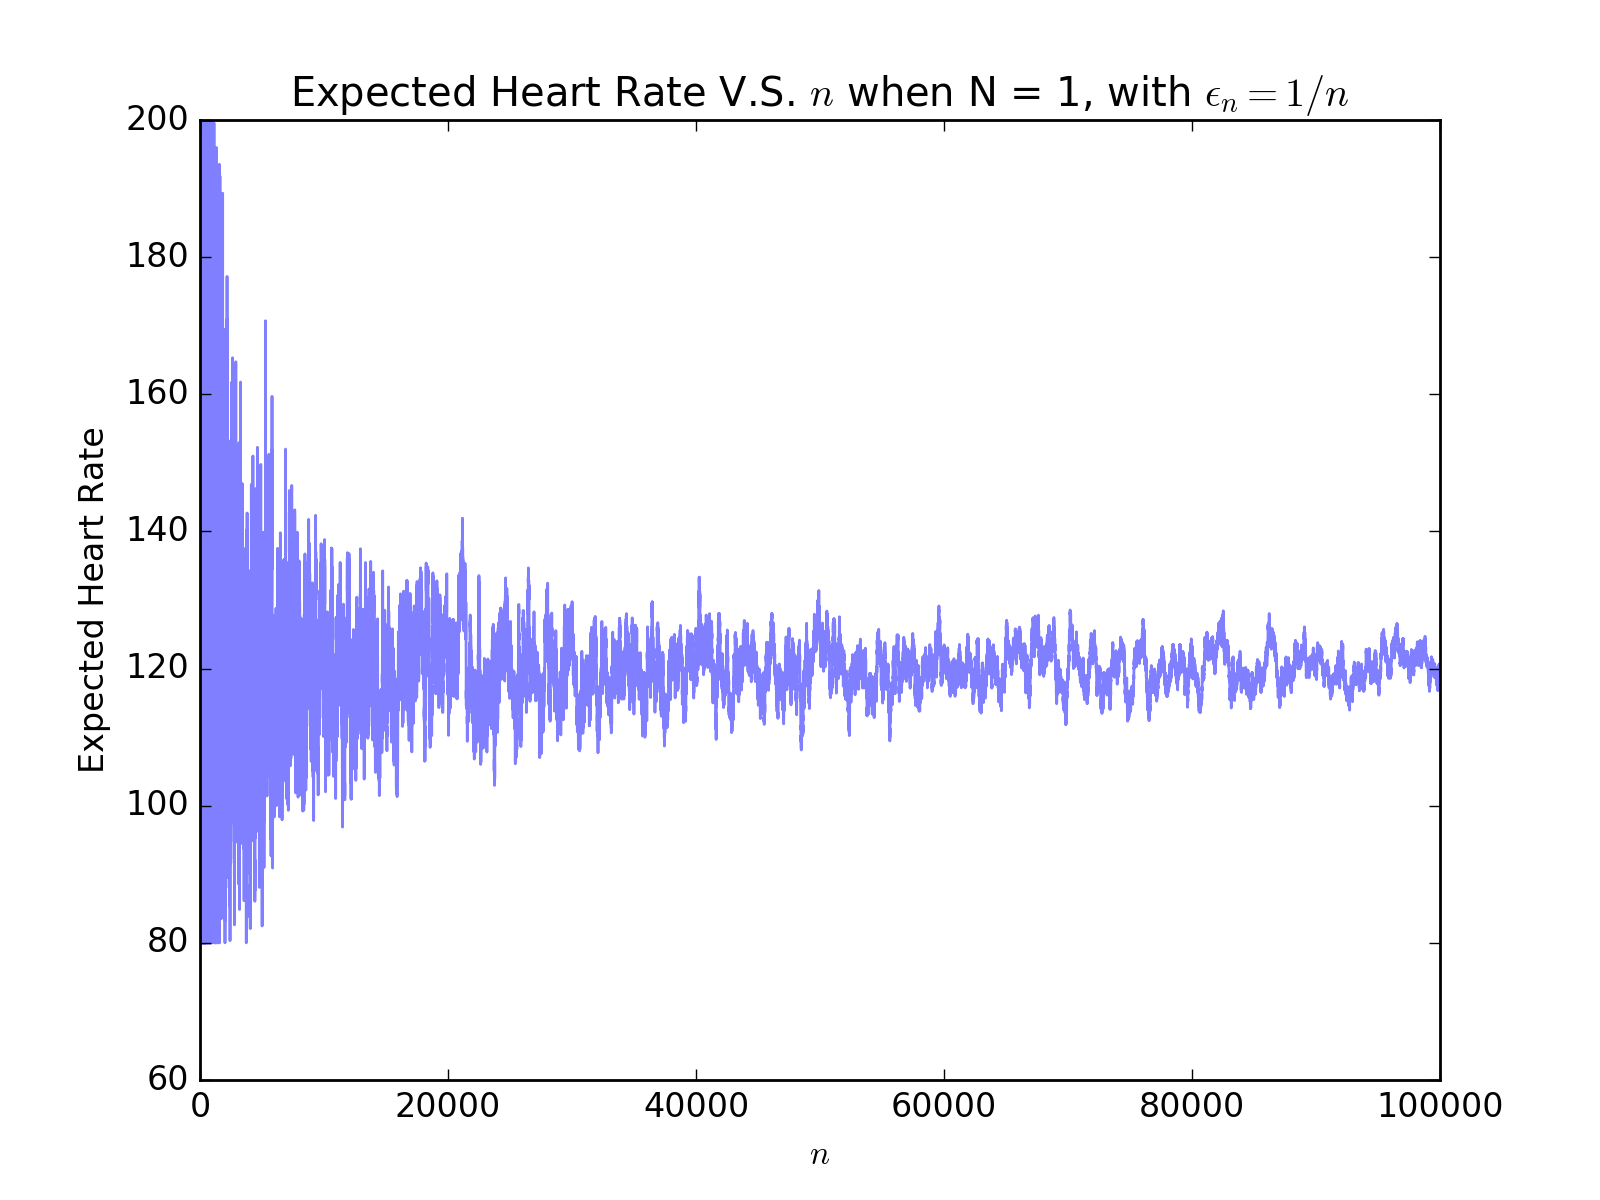 Expected Heart Rate V.S. n when N = 1, with ϵₙ = 1/n
200
180
160
140
120
100
80
60
Expected Heart Rate
0 20000 40000 60000 80000 100000
n